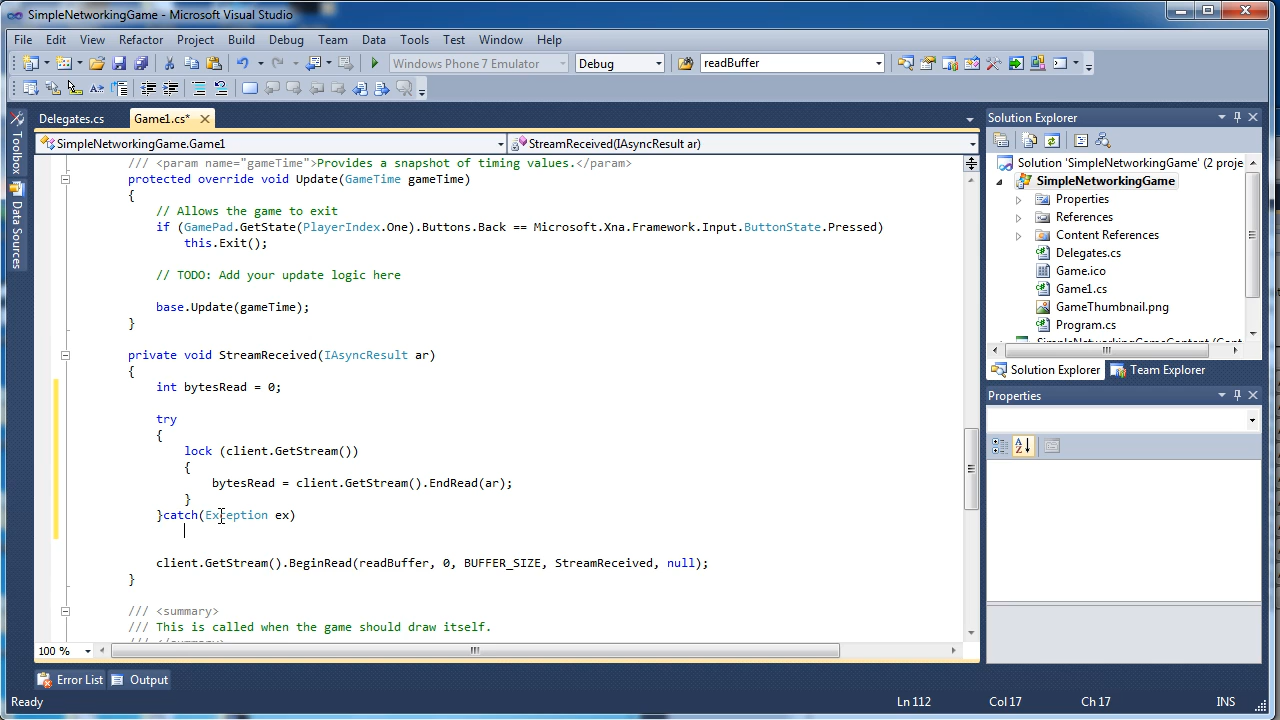 SimpleNetworkingGame - Microsoft Visual Studio
File Edit View Refactor Project Build Debug Team Data Tools Test Window Help
Windows Phone 7 Emulator Debug readBuffer
Delegates.cs Game1.cs*
SimpleNetworkingGame.Game1 StreamReceived(IAsyncResult ar)
Toolbox
Data Sources
/// <param name="gameTime">Provides a snapshot of timing values.</param>
protected override void Update(GameTime gameTime)
{
// Allows the game to exit
if (GamePad.GetState(PlayerIndex.One).Buttons.Back == Microsoft.Xna.Framework.Input.ButtonState.Pressed)
this.Exit();
// TODO: Add your update logic here
base.Update(gameTime);
}
private void StreamReceived(IAsyncResult ar)
{
int bytesRead = 0;
try
{
lock (client.GetStream())
{
bytesRead = client.GetStream().EndRead(ar);
}
}catch(Exception ex)
client.GetStream().BeginRead(readBuffer, 0, BUFFER_SIZE, StreamReceived, null);
}
/// <summary>
/// This is called when the game should draw itself.
/// </summary>
100 %
Solution Explorer
Solution 'SimpleNetworkingGame' (2 proje
SimpleNetworkingGame
Properties
References
Content References
Delegates.cs
Game.ico
Game1.cs
GameThumbnail.png
Program.cs
Solution Explorer Team Explorer
Properties
Error List Output
Ready Ln 112 Col 17 Ch 17 INS